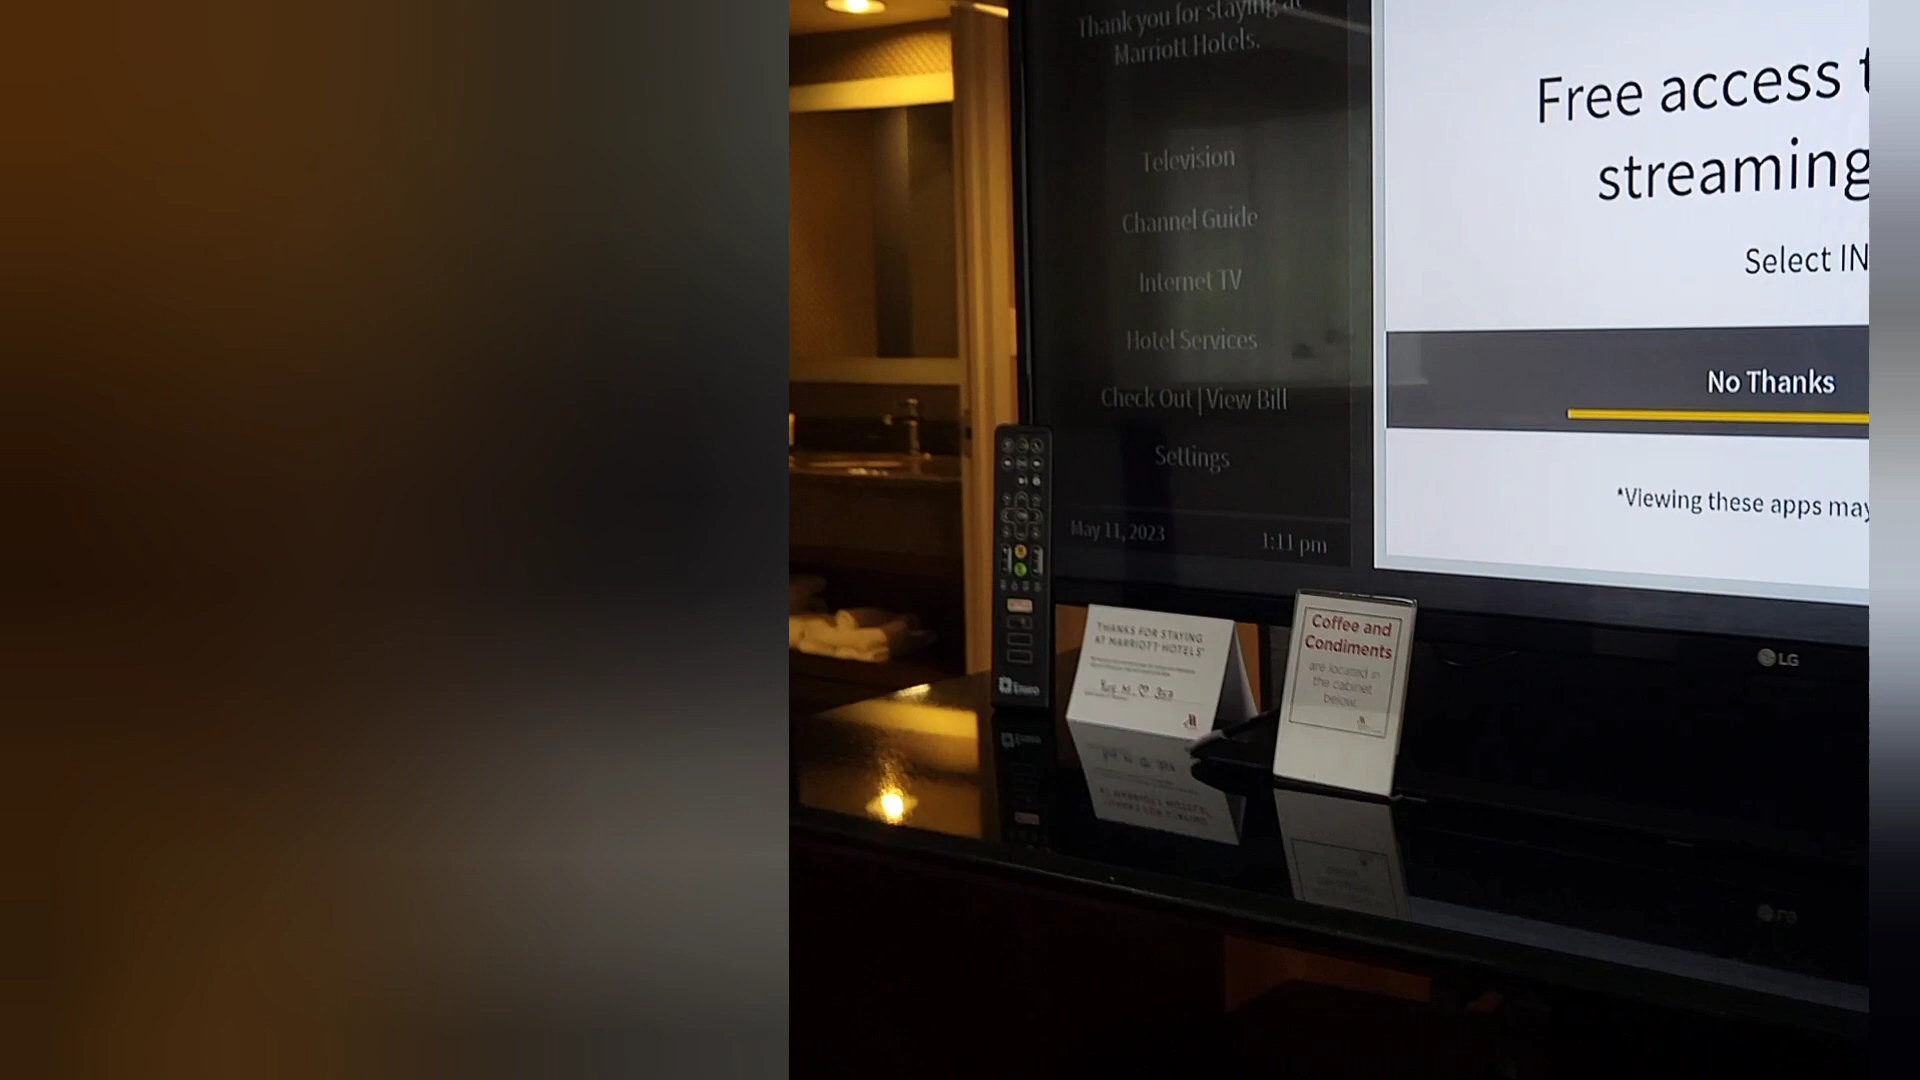 Thank you for staying at
Marriott Hotels.
Television
Channel Guide
Internet TV
Hotel Services
Check Out | View Bill
Settings
May 11, 2023
1:11 pm
Free access t
streaming
Select IN
No Thanks
*Viewing these apps may
THANKS FOR STAYING
AT MARRIOTT HOTELS®
Coffee and
Condiments
are located in
the cabinet
below.
LG
Enseo